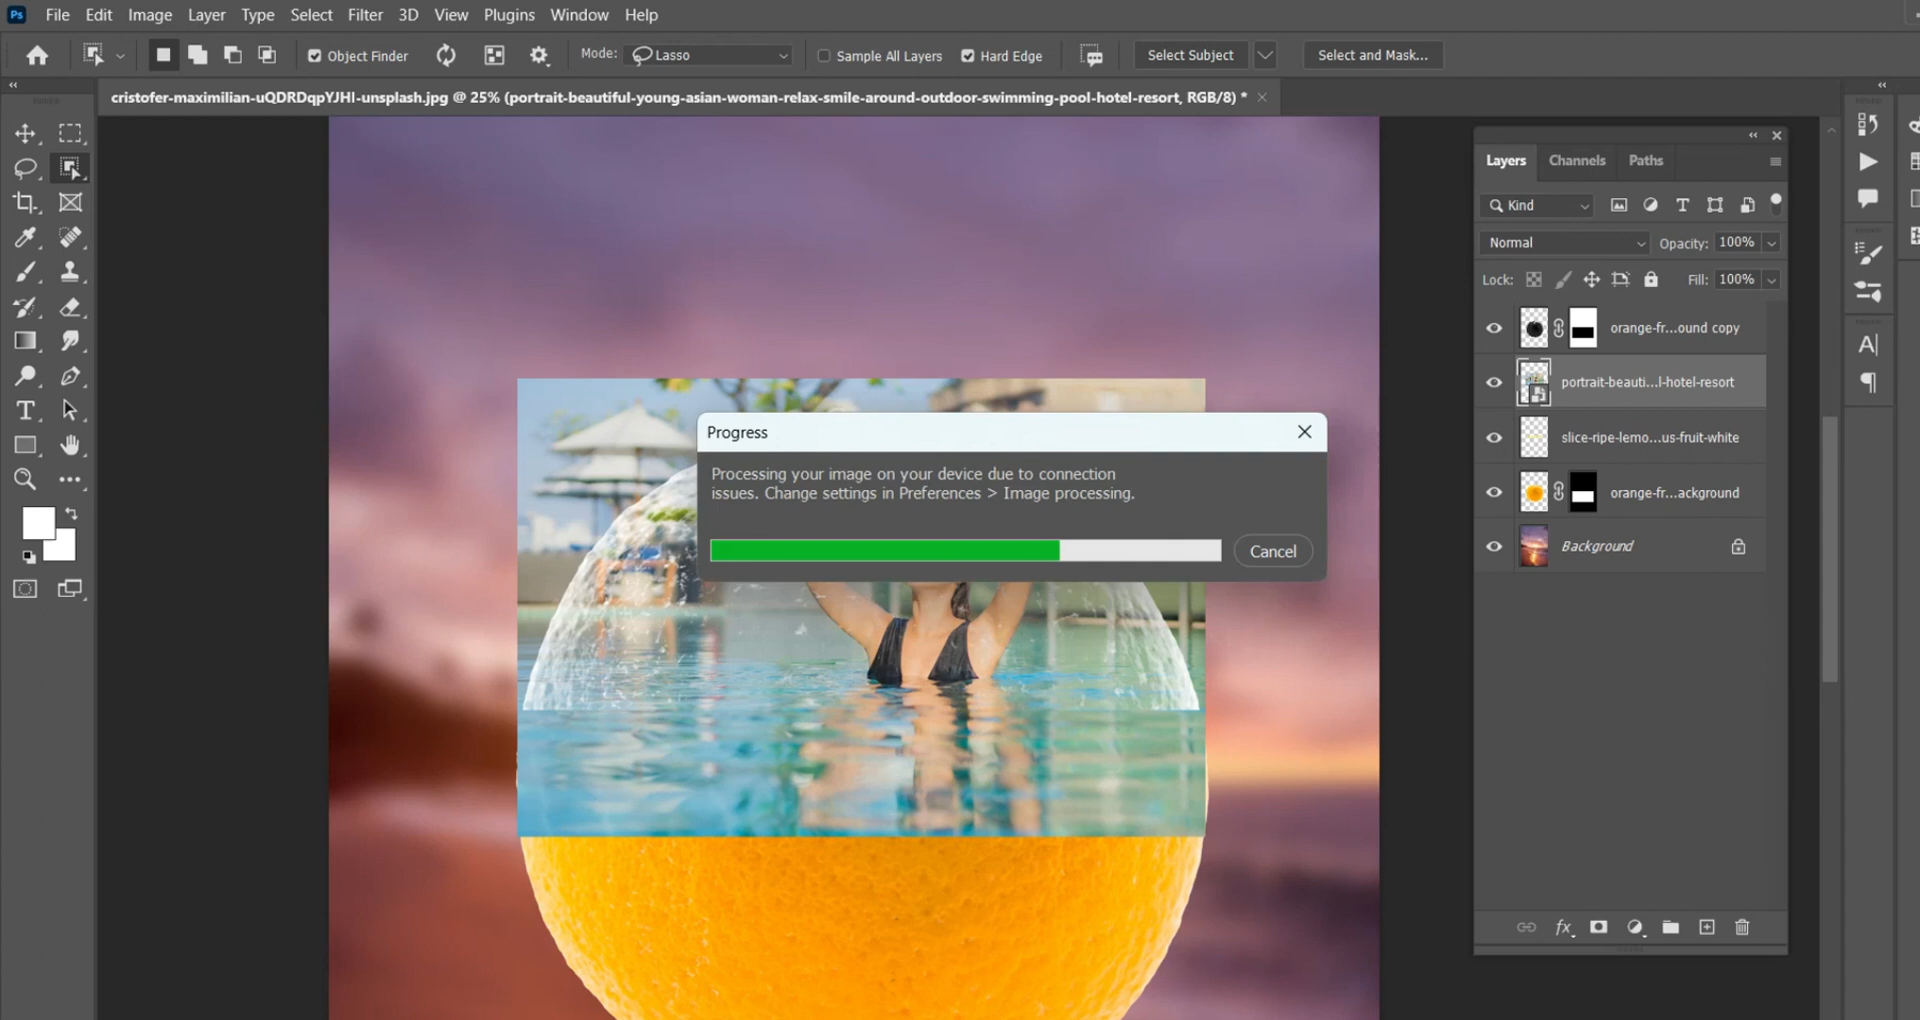 Ps File Edit Image Layer Type Select Filter 3D View Plugins Window Help
Object Finder Mode: Lasso Sample All Layers Hard Edge Select Subject Select and Mask...
cristofer-maximilian-uQDRDqpYJHI-unsplash.jpg @ 25% (portrait-beautiful-young-asian-woman-relax-smile-around-outdoor-swimming-pool-hotel-resort, RGB/8) *
Layers Channels Paths
Kind
Normal Opacity: 100%
Lock: Fill: 100%
orange-fr...ound copy
portrait-beauti...l-hotel-resort
slice-ripe-lemo...us-fruit-white
orange-fr...ackground
Background
fx
Progress
Processing your image on your device due to connection
issues. Change settings in Preferences > Image processing.
Cancel